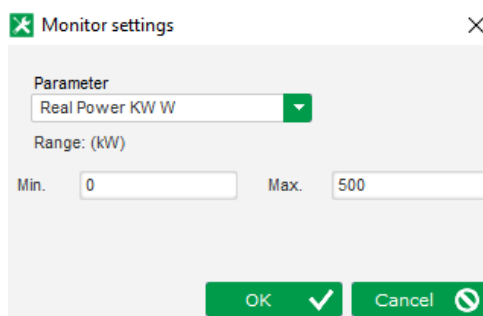 Monitor settings
Parameter
Real Power KW W
Range: (kW)
Min. 0 Max. 500
OK Cancel